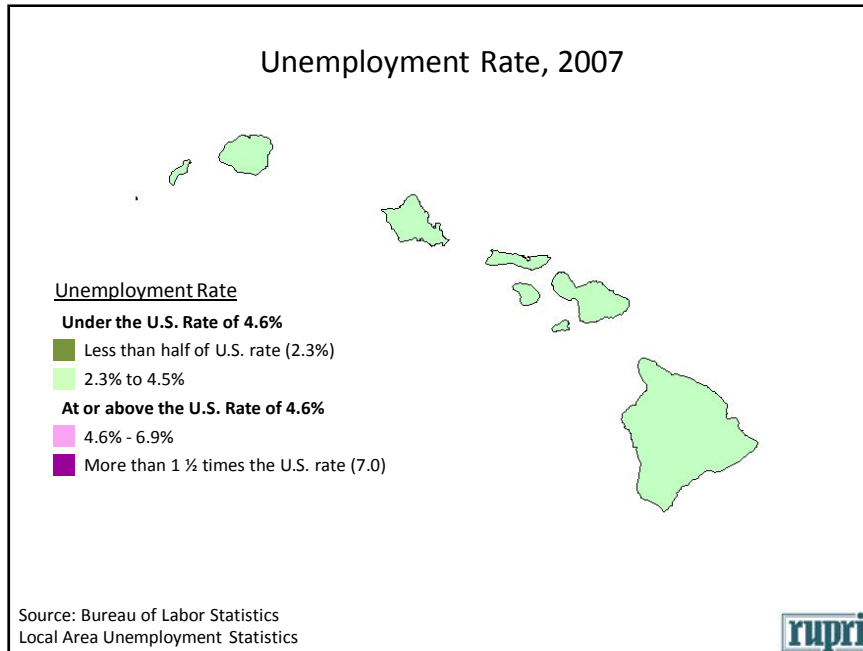 Unemployment Rate, 2007
Unemployment Rate
Under the U.S. Rate of 4.6%
Less than half of U.S. rate (2.3%)
2.3% to 4.5%
At or above the U.S. Rate of 4.6%
4.6% - 6.9%
More than 1 ½ times the U.S. rate (7.0)
Source: Bureau of Labor Statistics
Local Area Unemployment Statistics
rupri